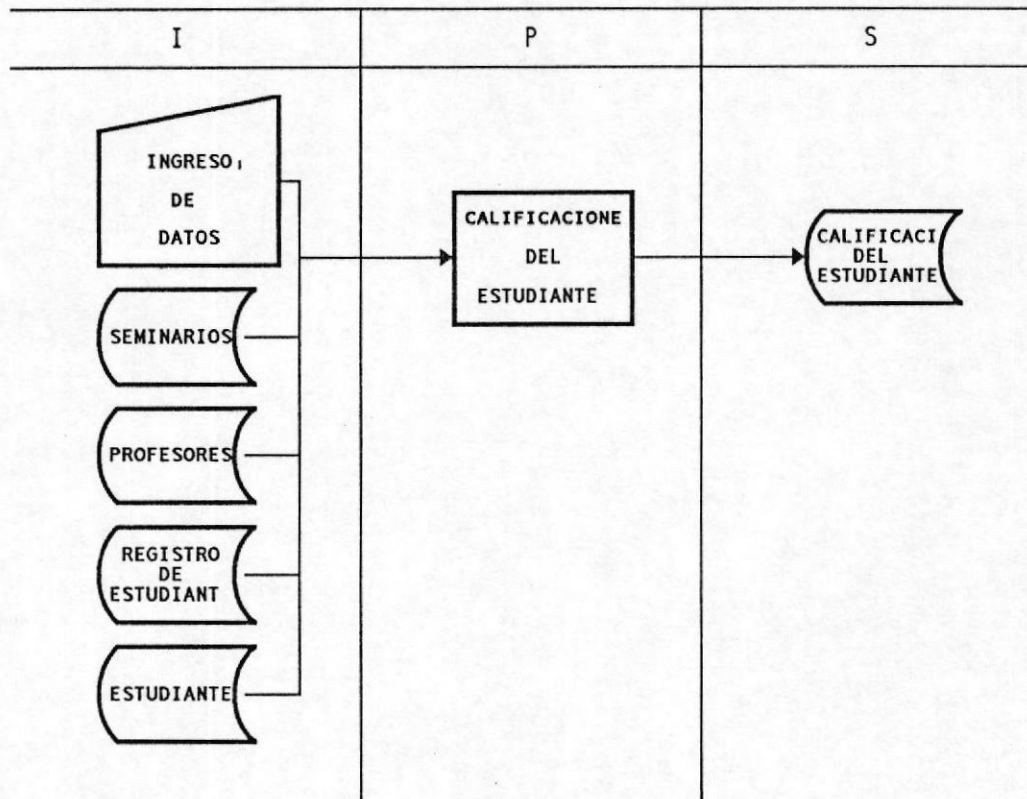 I
P
S
INGRESO,
DE
DATOS
SEMINARIOS
PROFESORES
REGISTRO
DE
ESTUDIANT
ESTUDIANTE
CALIFICACIONE
DEL
ESTUDIANTE
CALIFICACI
DEL
ESTUDIANTE